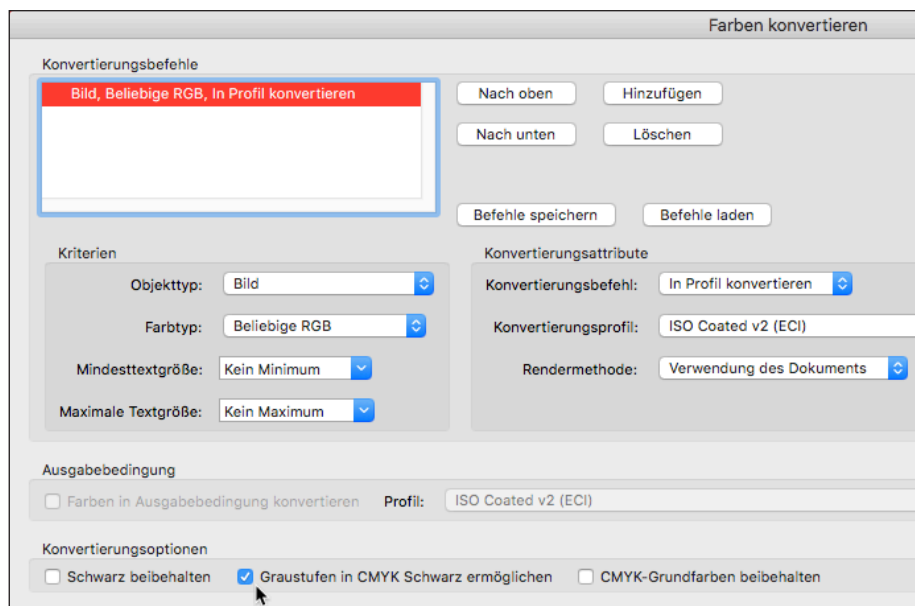 Farben konvertieren
Konvertierungsbefehle
Bild, Beliebige RGB, In Profil konvertieren
Nach oben
Hinzufügen
Nach unten
Löschen
Befehle speichern
Befehle laden
Kriterien
Objekttyp: Bild
Farbtyp: Beliebige RGB
Mindesttextgröße: Kein Minimum
Maximale Textgröße: Kein Maximum
Konvertierungsattribute
Konvertierungsbefehl: In Profil konvertieren
Konvertierungsprofil: ISO Coated v2 (ECI)
Rendermethode: Verwendung des Dokuments
Ausgabebedingung
Farben in Ausgabebedingung konvertieren Profil: ISO Coated v2 (ECI)
Konvertierungsoptionen
Schwarz beibehalten Graustufen in CMYK Schwarz ermöglichen CMYK-Grundfarben beibehalten